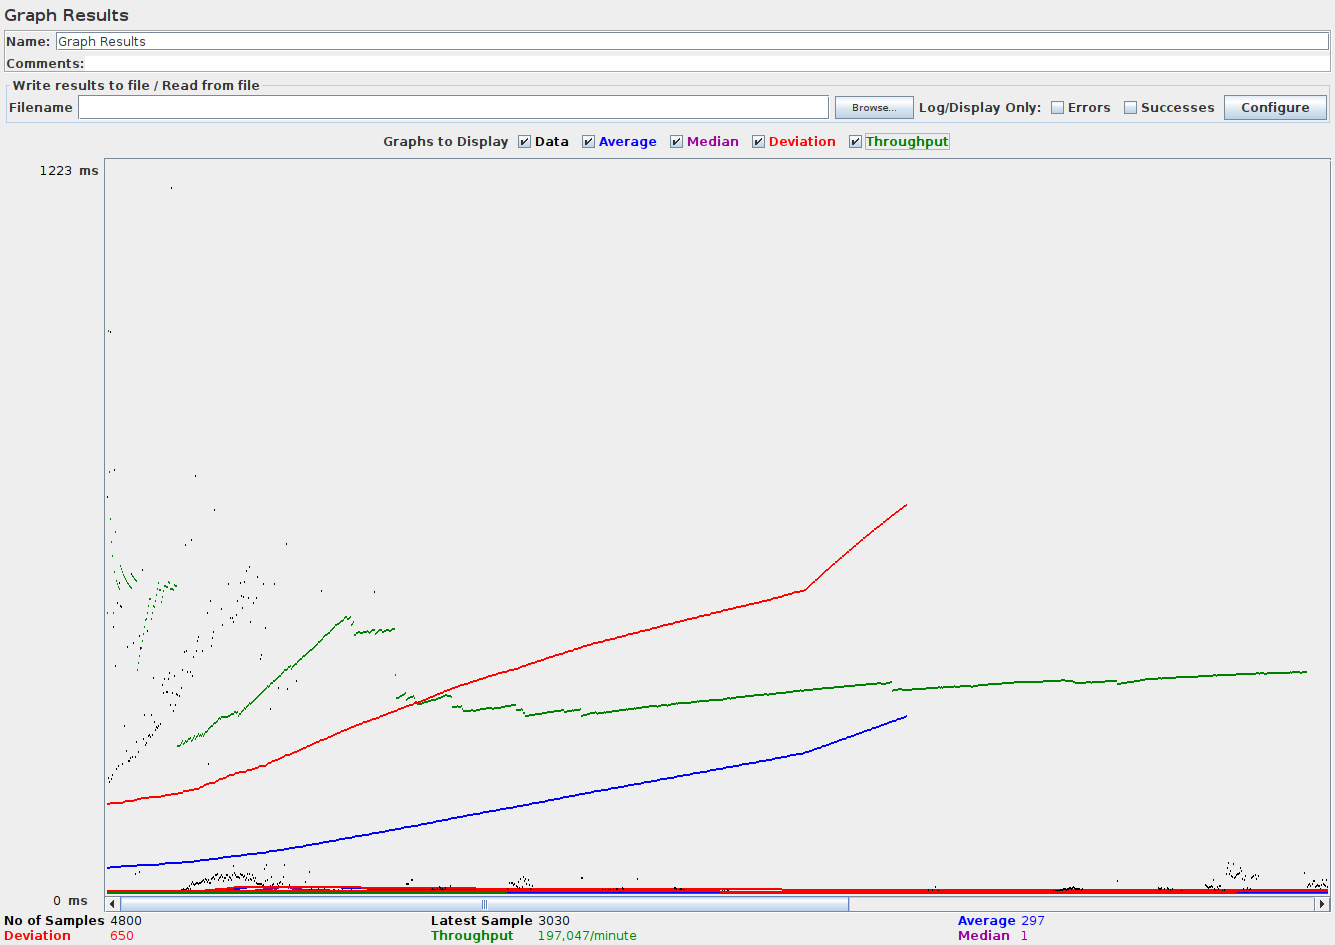 Graph Results
Name: Graph Results
Comments:
Write results to file / Read from file
Filename Browse... Log/Display Only: Errors Successes Configure
Graphs to Display Data Average Median Deviation Throughput
1223 ms
0 ms
No of Samples 4800 Latest Sample 3030 Average 297
Deviation 650 Throughput 197,047/minute Median 1